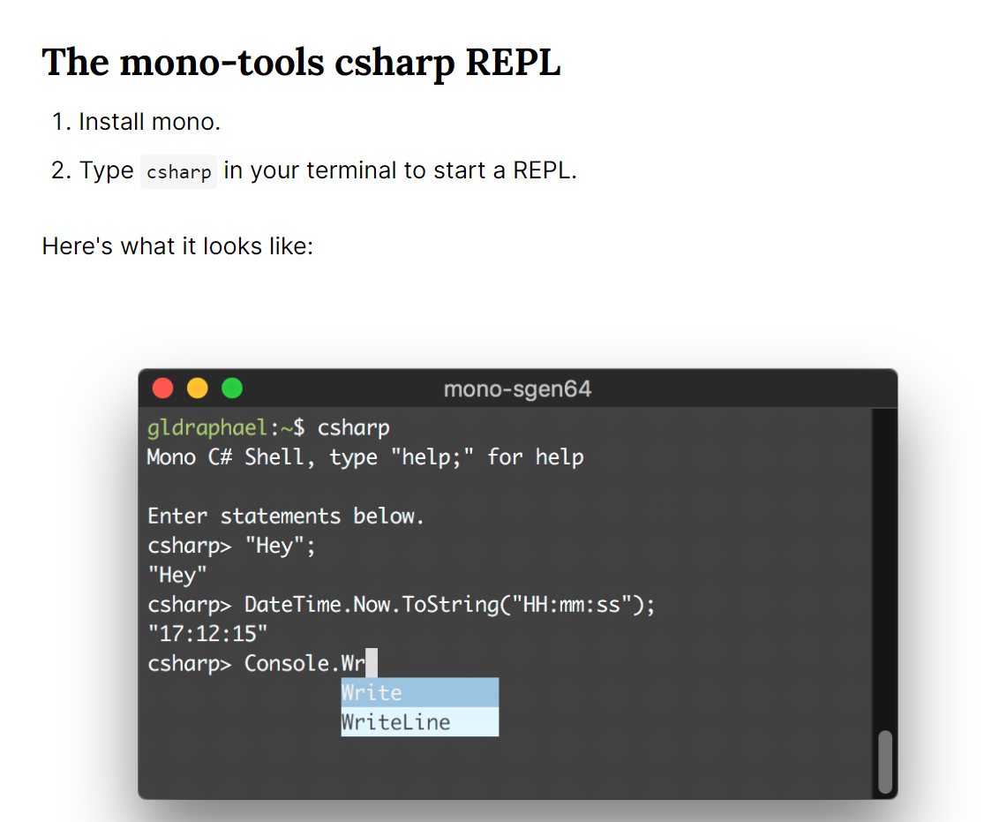 The mono-tools csharp REPL
1. Install mono.
2. Type csharp in your terminal to start a REPL.
Here's what it looks like:
mono-sgen64
gldraphael:~$ csharp
Mono C# Shell, type "help;" for help
Enter statements below.
csharp> "Hey";
"Hey"
csharp> DateTime.Now.ToString("HH:mm:ss");
"17:12:15"
csharp> Console.Wr
Write
WriteLine